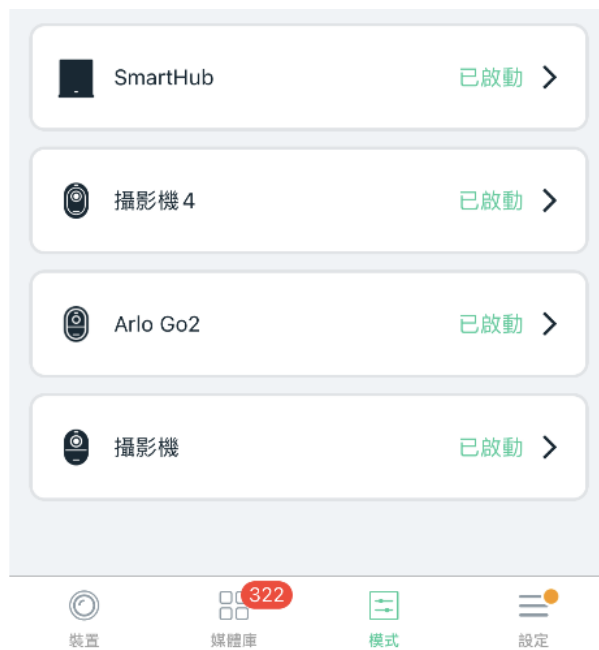 SmartHub 已啟動
攝影機 4 已啟動
Arlo Go2 已啟動
攝影機 已啟動
322
裝置 媒體庫 模式 設定